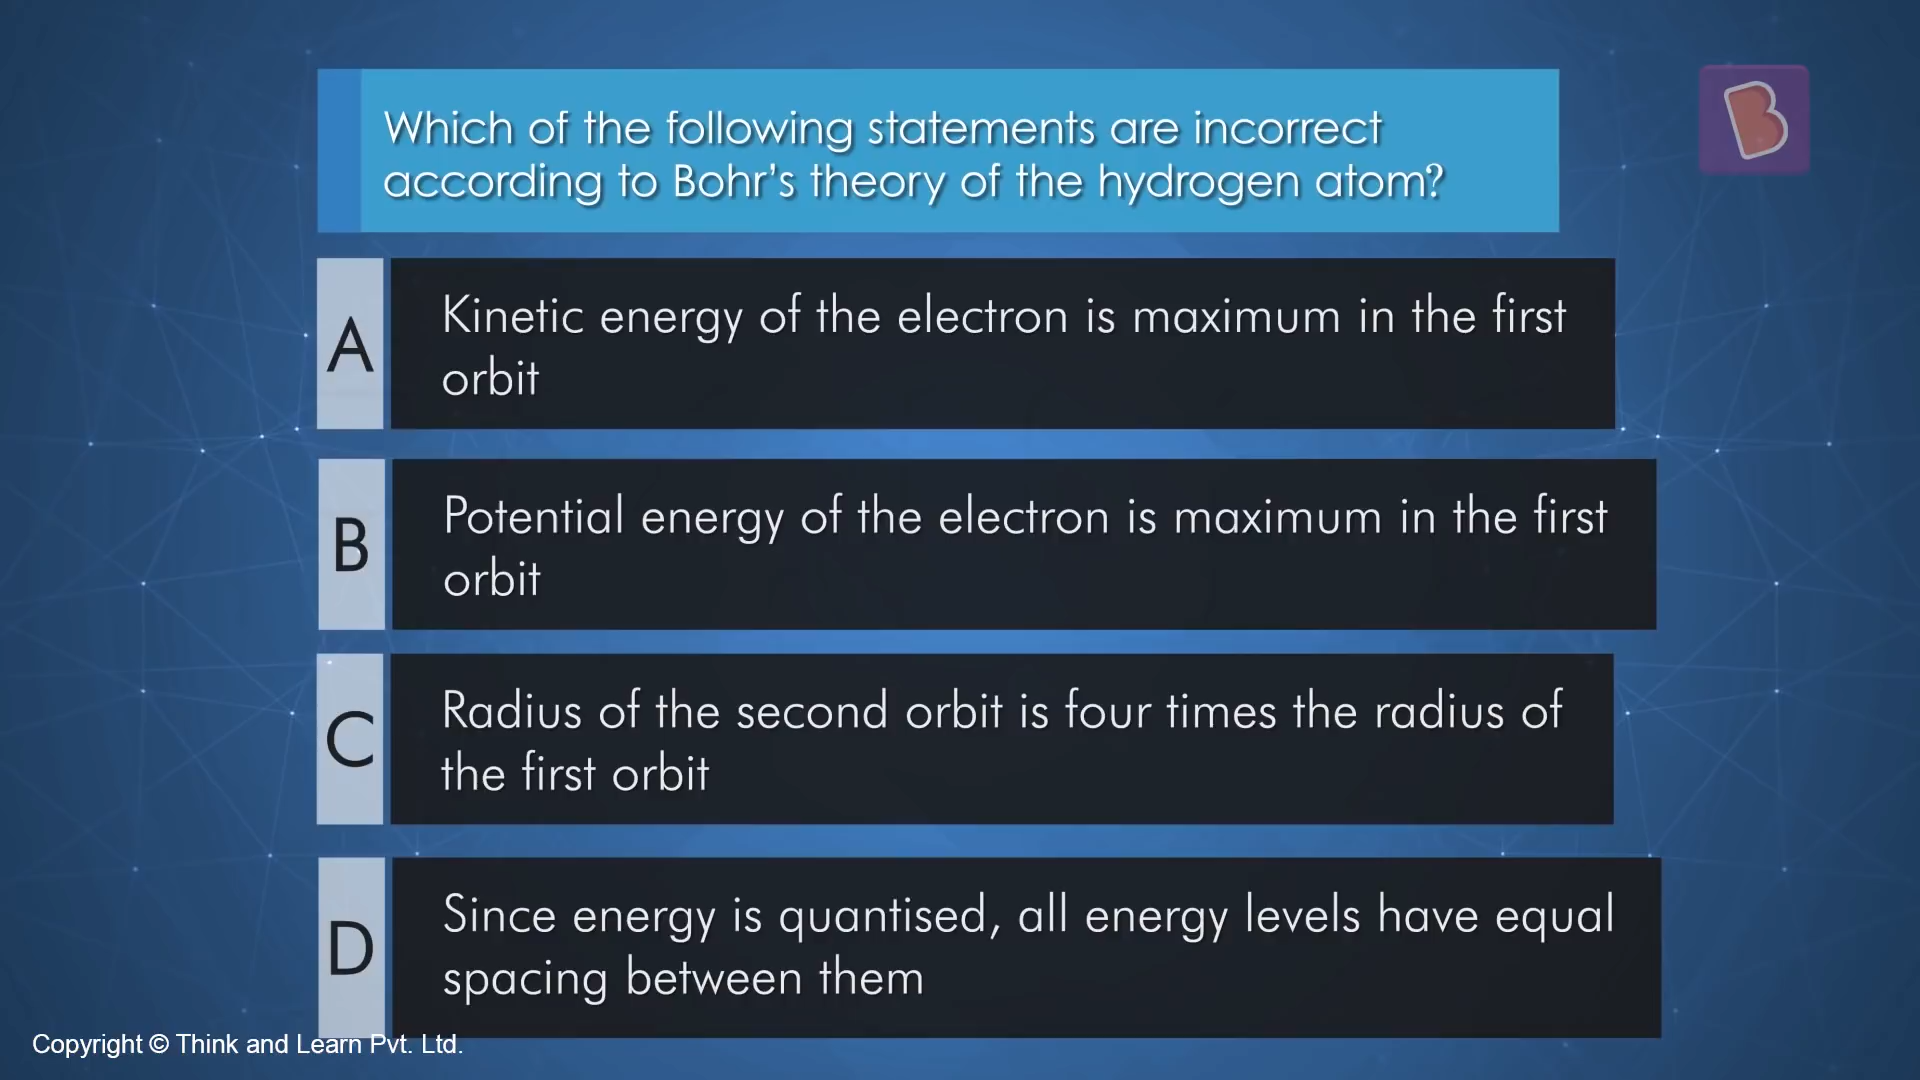 Which of the following statements are incorrect
according to Bohr's theory of the hydrogen atom?
B
A
Kinetic energy of the electron is maximum in the first
orbit
B
Potential energy of the electron is maximum in the first
orbit
C
Radius of the second orbit is four times the radius of
the first orbit
D
Since energy is quantised, all energy levels have equal
spacing between them
Copyright © Think and Learn Pvt. Ltd.